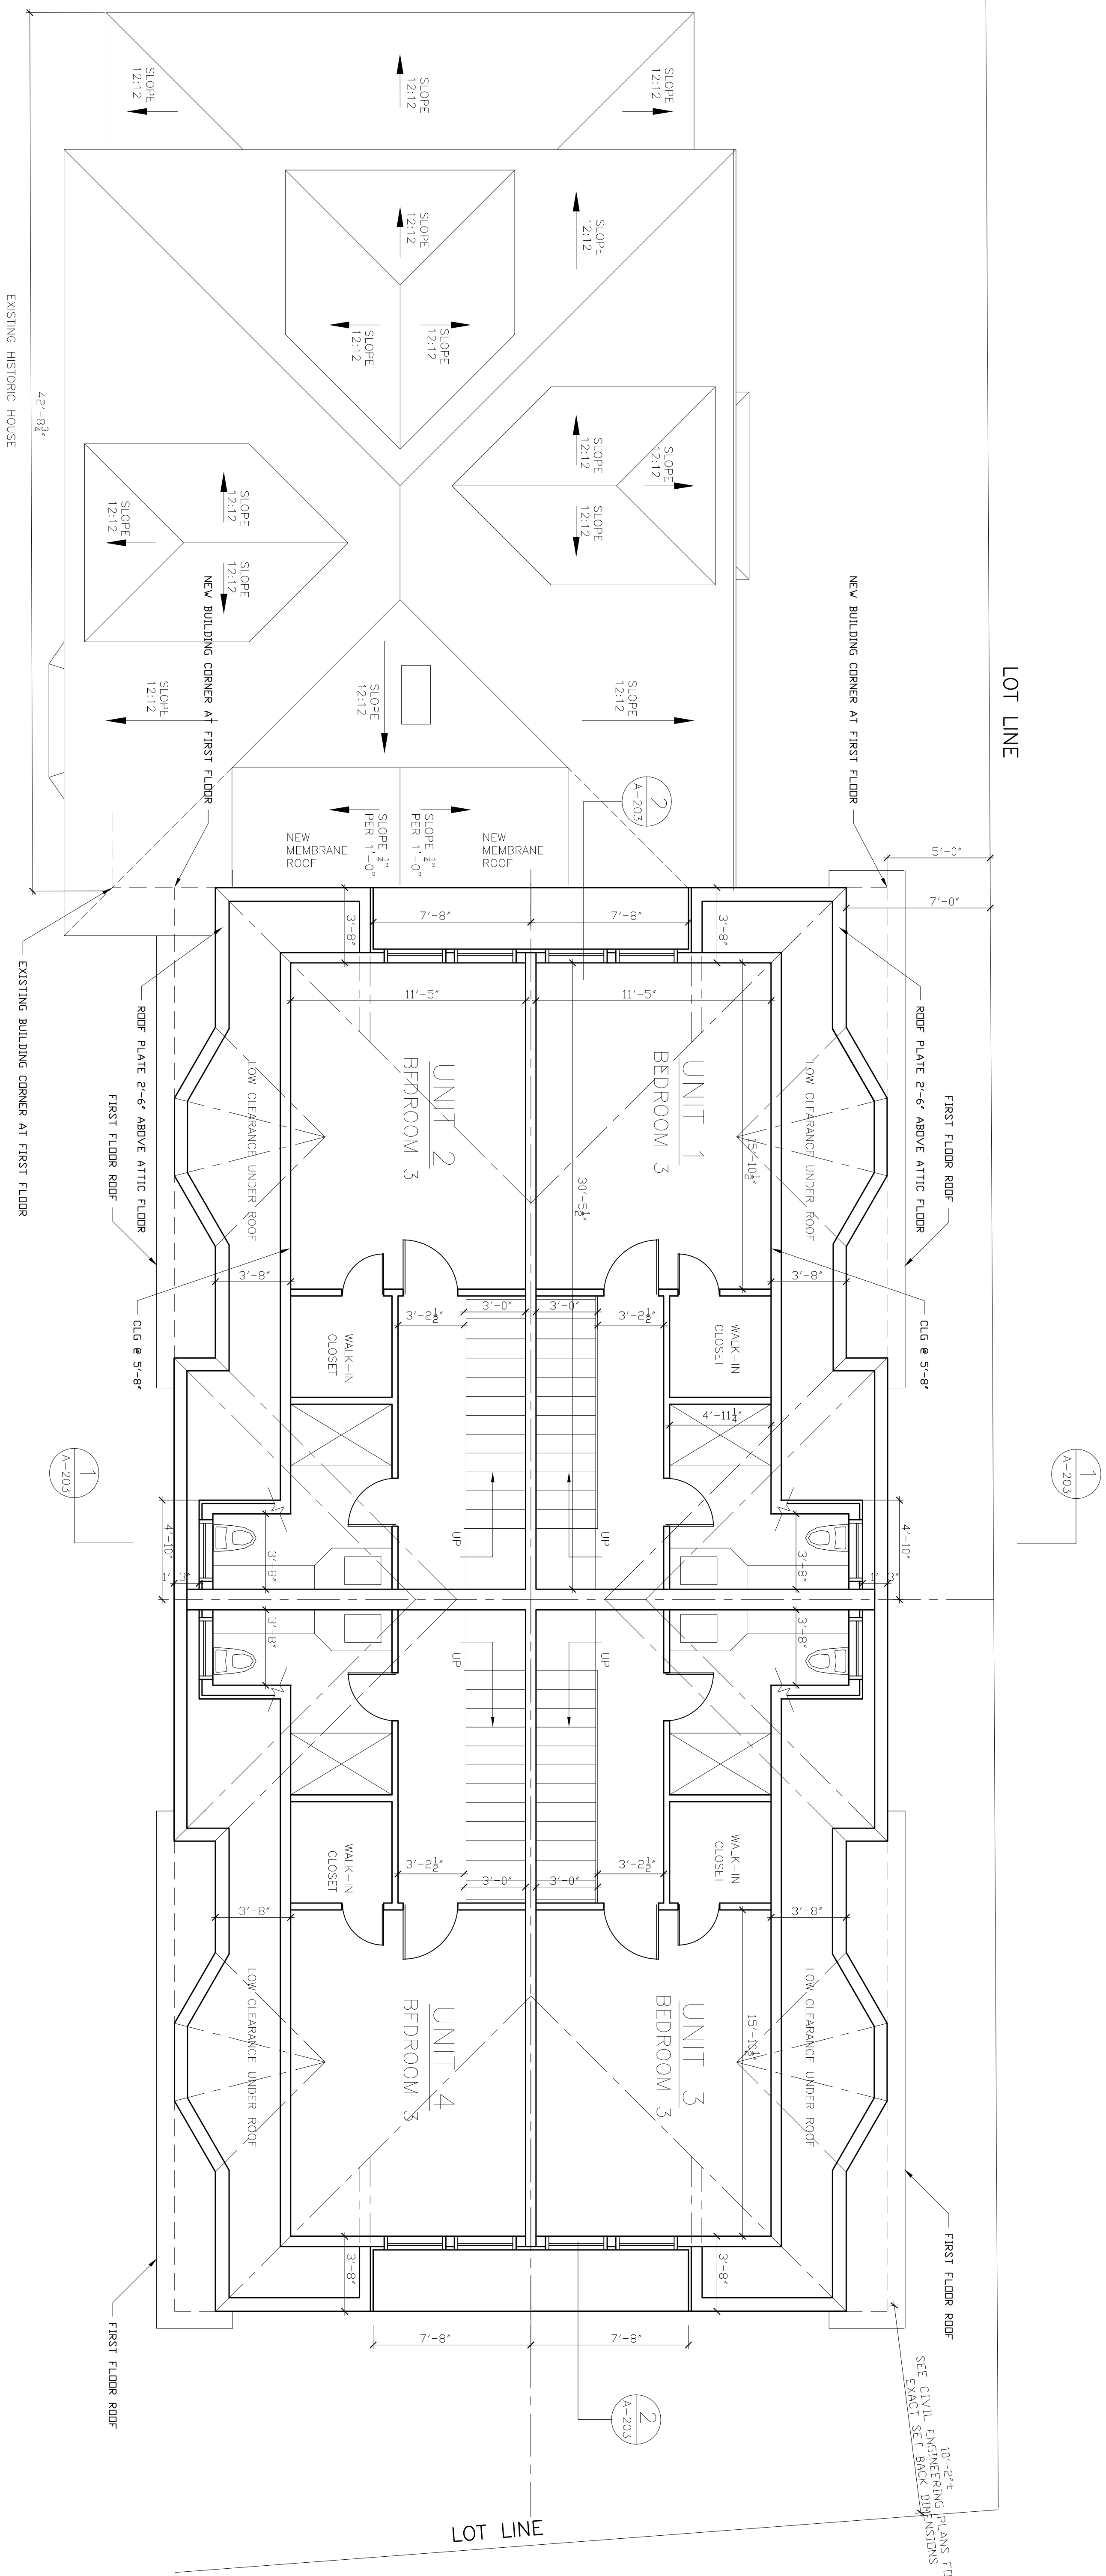 SLOPE
12:12
SLOPE
12:12
SLOPE
12:12
SLOPE
12:12
SLOPE
12:12
SLOPE
12:12
SLOPE
12:12
42'-8¾"
EXISTING HISTORIC HOUSE
SLOPE
12:12
SLOPE
12:12
SLOPE
12:12
SLOPE
12:12
SLOPE
12:12
SLOPE
12:12
SLOPE
12:12
SLOPE
12:12
SLOPE
12:12
LOT LINE
NEW BUILDING CORNER AT FIRST FLOOR
NEW BUILDING CORNER AT FIRST FLOOR
2
A-203
NEW
MEMBRANE
ROOF
SLOPE ¼"
PER 1'-0"
SLOPE ¼"
PER 1'-0"
NEW
MEMBRANE
ROOF
5'-0"
7'-0"
3'-8"
7'-8"
7'-8"
3'-8"
EXISTING BUILDING CORNER AT FIRST FLOOR
ROOF PLATE 2'-6" ABOVE ATTIC FLOOR
ROOF PLATE 2'-6" ABOVE ATTIC FLOOR
FIRST FLOOR ROOF
FIRST FLOOR ROOF
11'-5"
11'-5"
LOW CLEARANCE UNDER ROOF
LOW CLEARANCE UNDER ROOF
UNIT 2
BEDROOM 3
UNIT 1
BEDROOM 3
15'-10½"
30'-5½"
3'-8"
3'-8"
CLG @ 5'-8"
CLG @ 5'-8"
3'-2½"
3'-0"
3'-0"
3'-2½"
WALK-IN
CLOSET
WALK-IN
CLOSET
4'-11¼"
1
A-203
1
A-203
4'-10"
4'-10"
UP
UP
3'-8"
3'-8"
1'-3"
1'-3"
3'-8"
3'-8"
UP
UP
WALK-IN
CLOSET
WALK-IN
CLOSET
3'-2½"
3'-0"
3'-0"
3'-2½"
3'-8"
3'-8"
LOW CLEARANCE UNDER ROOF
LOW CLEARANCE UNDER ROOF
UNIT 4
BEDROOM 3
UNIT 3
BEDROOM 3
15'-10½"
3'-8"
3'-8"
7'-8"
7'-8"
FIRST FLOOR ROOF
FIRST FLOOR ROOF
2
A-203
10'-2"±
SEE CIVIL ENGINEERING PLANS FO
EXACT SET BACK DIMENSIONS
LOT LINE